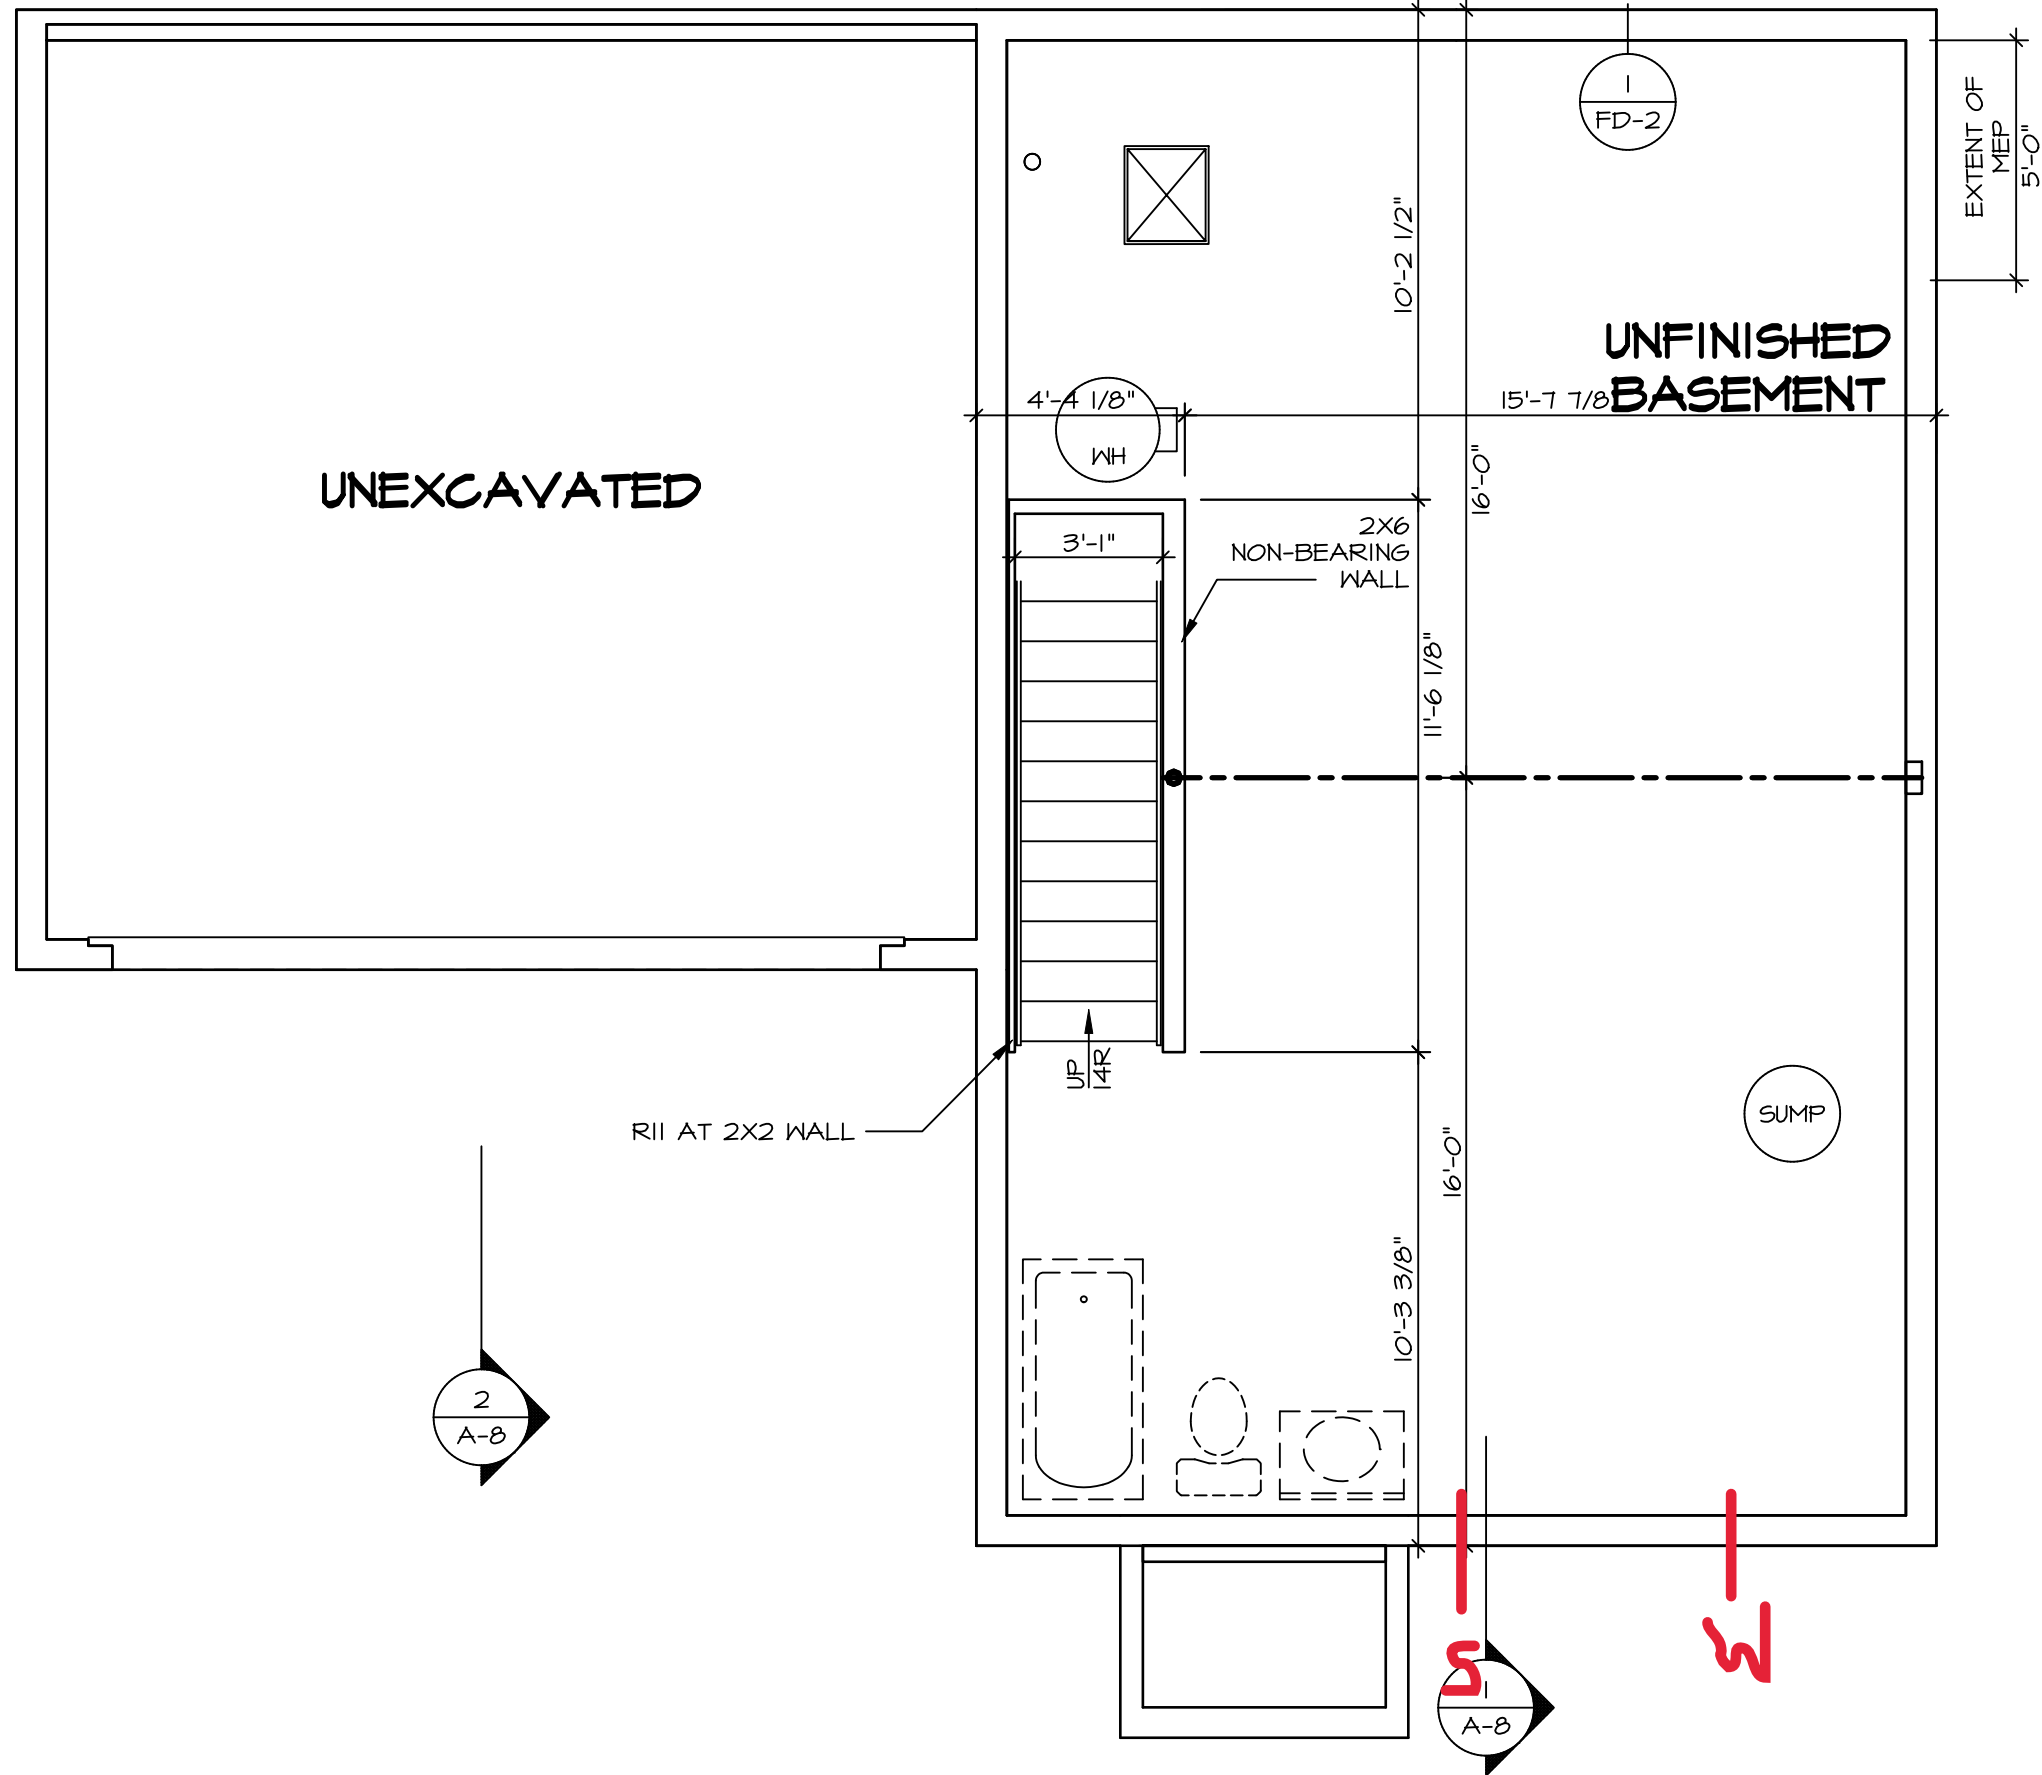 1
FD-2
EXTENT OF
MEP
5'-0"
10'-2 1/2"
UNFINISHED
BASEMENT
4'-4 1/8"
15'-7 7/8
WH
16'-0"
UNEXCAVATED
3'-1"
2X6
NON-BEARING
WALL
11'-6 1/8"
UP
14R
R11 AT 2X2 WALL
SUMP
16'-0"
10'-3 3/8"
2
A-8
1
A-8